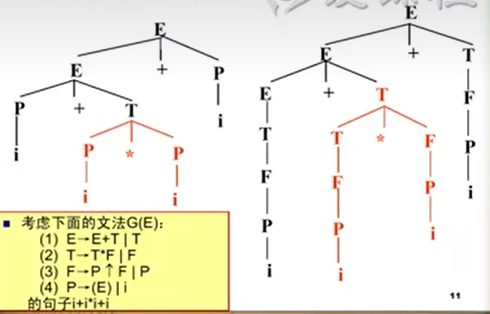 E
E + P
P + T i
i P * P
i i
E
E + T
E + T F
T T * F P
F F P i
P P i
i i
考虑下面的文法G(E):
(1) E→E+T | T
(2) T→T*F | F
(3) F→P↑F | P
(4) P→(E) | i
的句子i+i*i+i
11